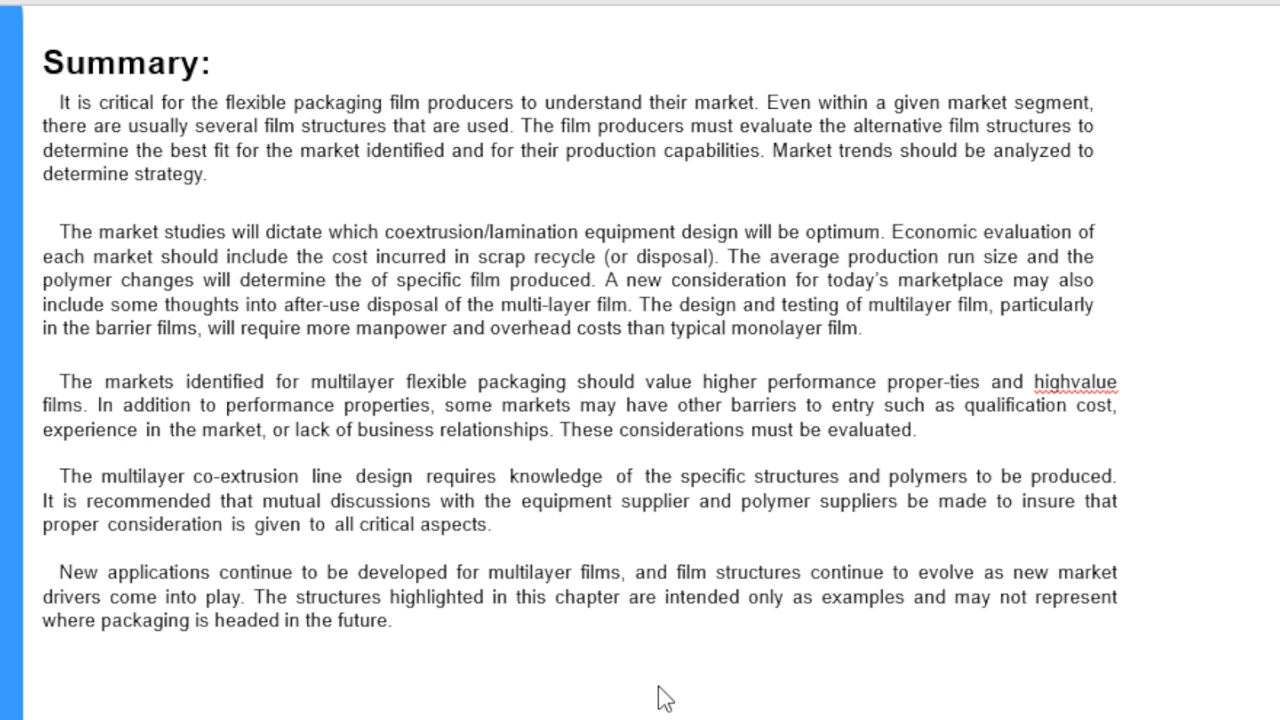 Summary:
It is critical for the flexible packaging film producers to understand their market. Even within a given market segment,
there are usually several film structures that are used. The film producers must evaluate the alternative film structures to
determine the best fit for the market identified and for their production capabilities. Market trends should be analyzed to
determine strategy.
The market studies will dictate which coextrusion/lamination equipment design will be optimum. Economic evaluation of
each market should include the cost incurred in scrap recycle (or disposal). The average production run size and the
polymer changes will determine the of specific film produced. A new consideration for today’s marketplace may also
include some thoughts into after-use disposal of the multi-layer film. The design and testing of multilayer film, particularly
in the barrier films, will require more manpower and overhead costs than typical monolayer film.
The markets identified for multilayer flexible packaging should value higher performance proper-ties and highvalue
films. In addition to performance properties, some markets may have other barriers to entry such as qualification cost,
experience in the market, or lack of business relationships. These considerations must be evaluated.
The multilayer co-extrusion line design requires knowledge of the specific structures and polymers to be produced.
It is recommended that mutual discussions with the equipment supplier and polymer suppliers be made to insure that
proper consideration is given to all critical aspects.
New applications continue to be developed for multilayer films, and film structures continue to evolve as new market
drivers come into play. The structures highlighted in this chapter are intended only as examples and may not represent
where packaging is headed in the future.